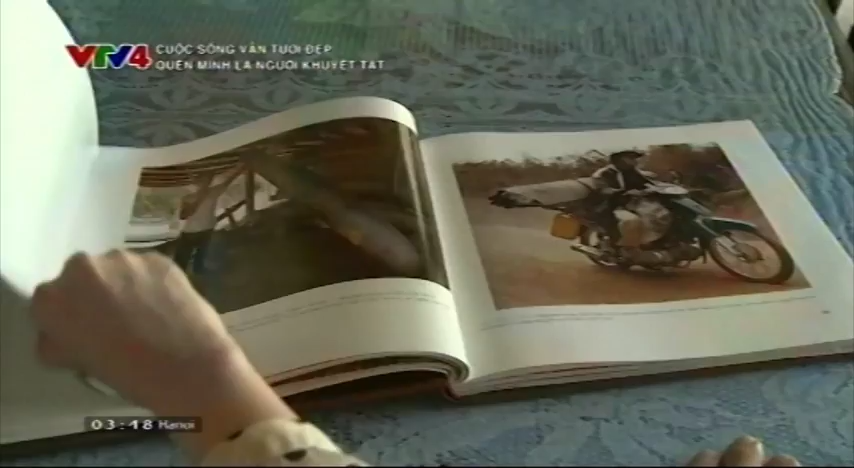 VTV4
CUỘC SỐNG VẪN TƯƠI ĐẸP
QUÊN MÌNH LÀ NGƯỜI KHUYẾT TẬT
03:48 Hanoi